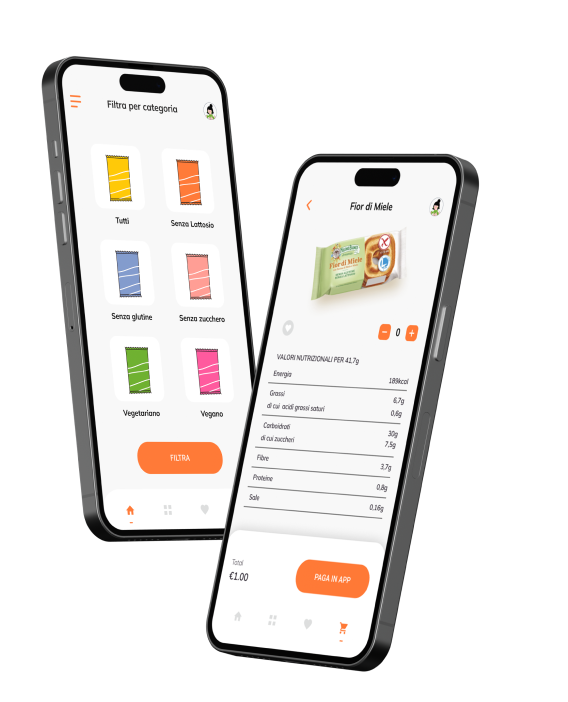 Filtra per categoria
Tutti
Senza Lattosio
Senza glutine
Senza zucchero
Vegetariano
Vegano
FILTRA
Fior di Miele
Fior di Miele
0
VALORI NUTRIZIONALI PER 41,7g
Energia 189kcal
Grassi 6,7g
di cui acidi grassi saturi 0,6g
Carboidrati 30g
di cui zuccheri 7,5g
Fibre 3,7g
Proteine 0,8g
Sale 0,16g
Total
€1.00
PAGA IN APP